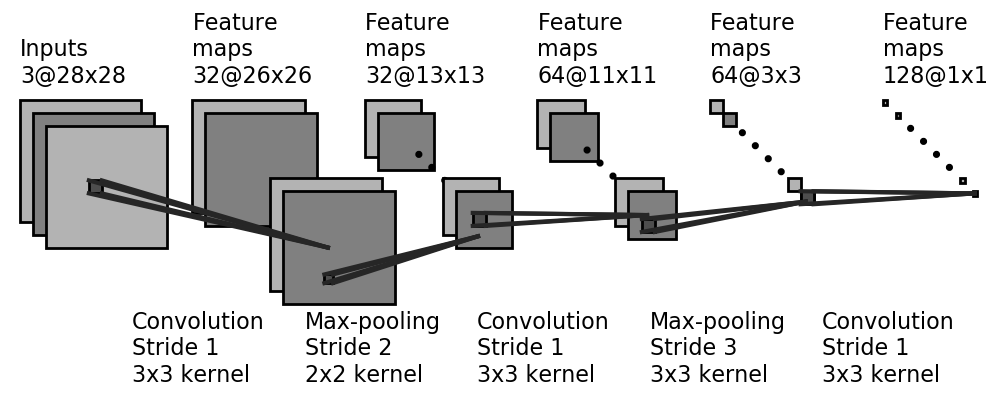 Inputs
3@28x28
Feature
maps
32@26x26
Feature
maps
32@13x13
Feature
maps
64@11x11
Feature
maps
64@3x3
Feature
maps
128@1x1
Convolution
Stride 1
3x3 kernel
Max-pooling
Stride 2
2x2 kernel
Convolution
Stride 1
3x3 kernel
Max-pooling
Stride 3
3x3 kernel
Convolution
Stride 1
3x3 kernel